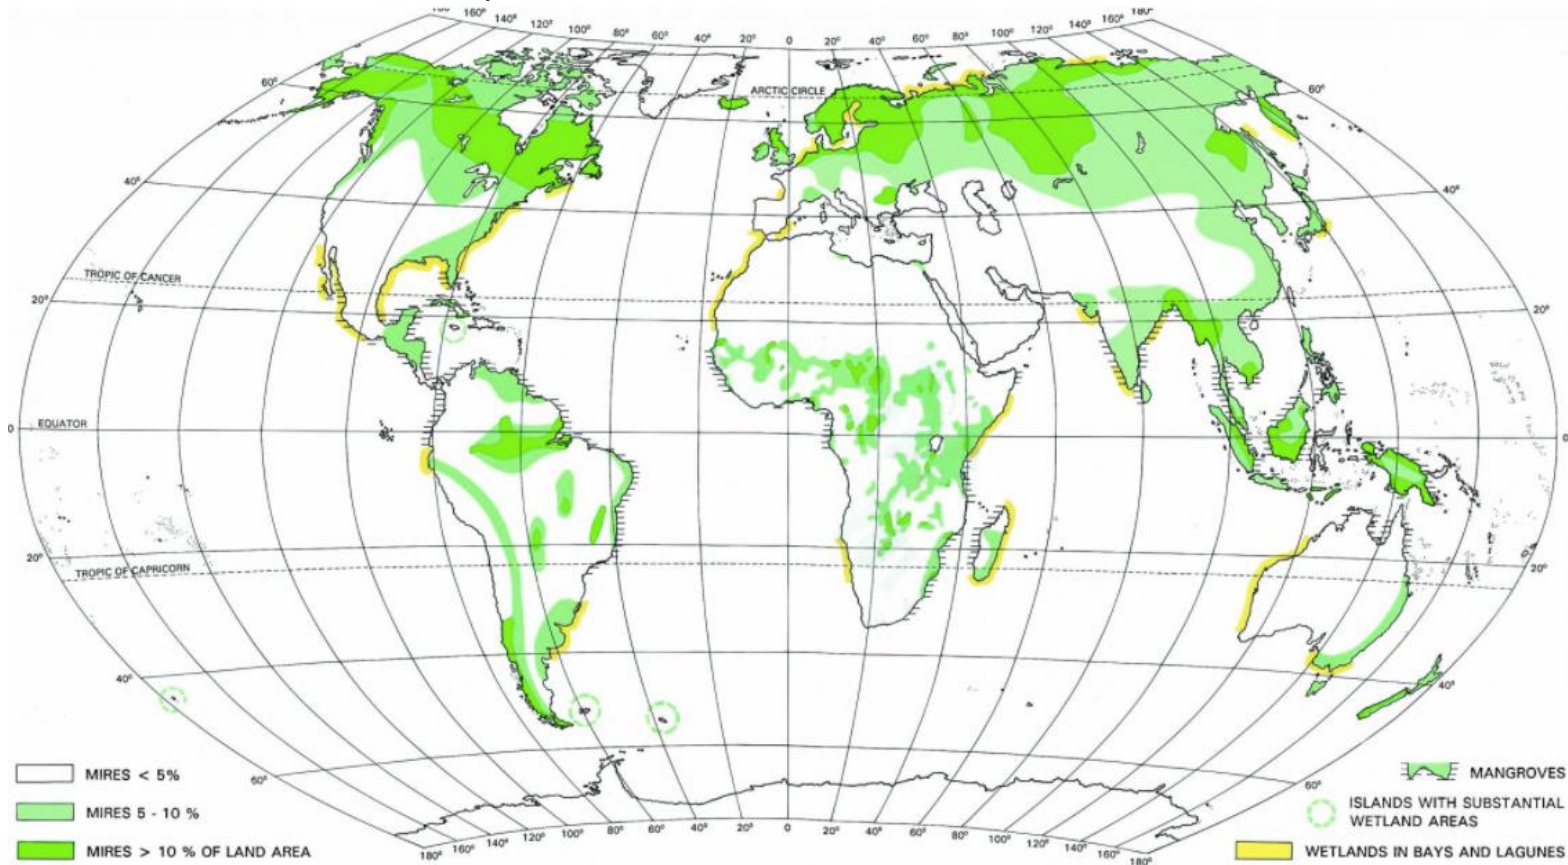 160° 140° 120° 100° 80° 60° 40° 20° 0 20° 40° 60° 80° 100° 120° 140° 160° 180°
60° ARCTIC CIRCLE 60°
40° 40°
TROPIC OF CANCER
20° 20°
EQUATOR
0 0
20° 20°
TROPIC OF CAPRICORN
40° 40°
60° 60°
MIRES < 5%
MIRES 5 - 10 %
MIRES > 10 % OF LAND AREA
MANGROVES
ISLANDS WITH SUBSTANTIAL
WETLAND AREAS
WETLANDS IN BAYS AND LAGUNES
180° 160° 140° 120° 100° 80° 60° 40° 20° 0 20° 40° 60° 80° 100° 120° 140° 160° 180°